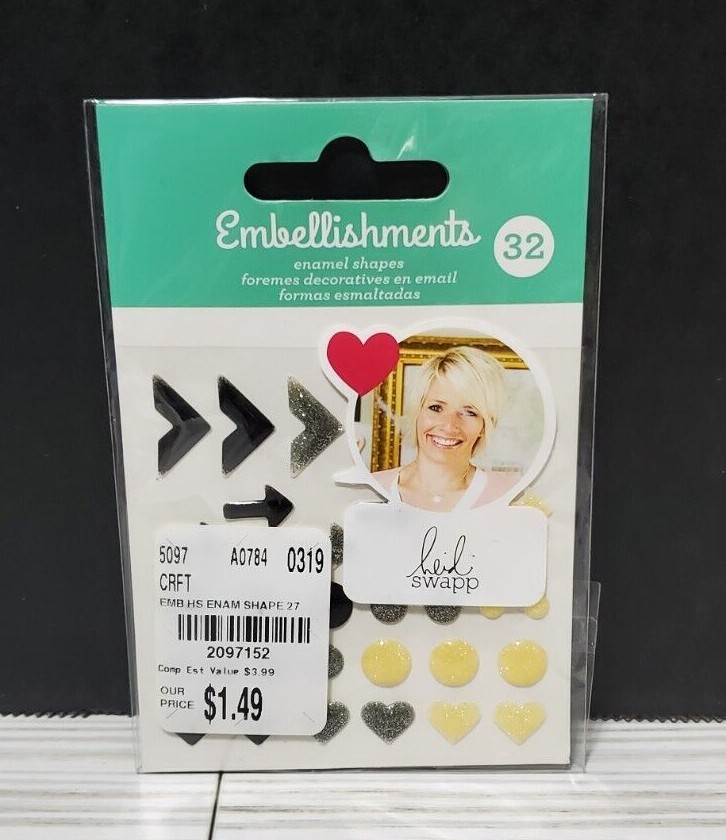 Embellishments
32
enamel shapes
foremes decoratives en email
formas esmaltadas
heidi
swapp
5097 A0784 0319
CRFT
EMB HS ENAM SHAPE 27
2097152
Comp Est Value $3.99
OUR
PRICE $1.49